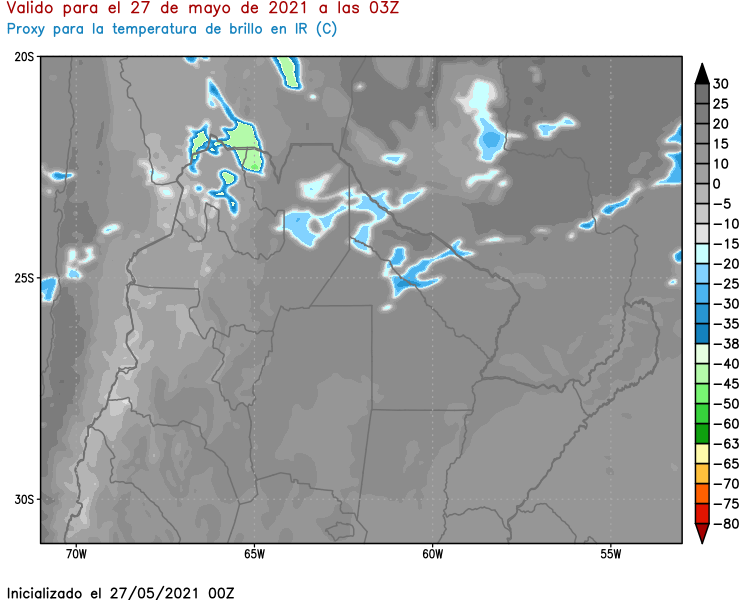 Valido para el 27 de mayo de 2021 a las 03Z
Proxy para la temperatura de brillo en IR (C)
20S
25S
30S
70W
65W
60W
55W
30
25
20
15
10
0
−5
−10
−15
−20
−25
−30
−35
−38
−40
−45
−50
−60
−63
−65
−70
−75
−80
Inicializado el 27/05/2021 00Z